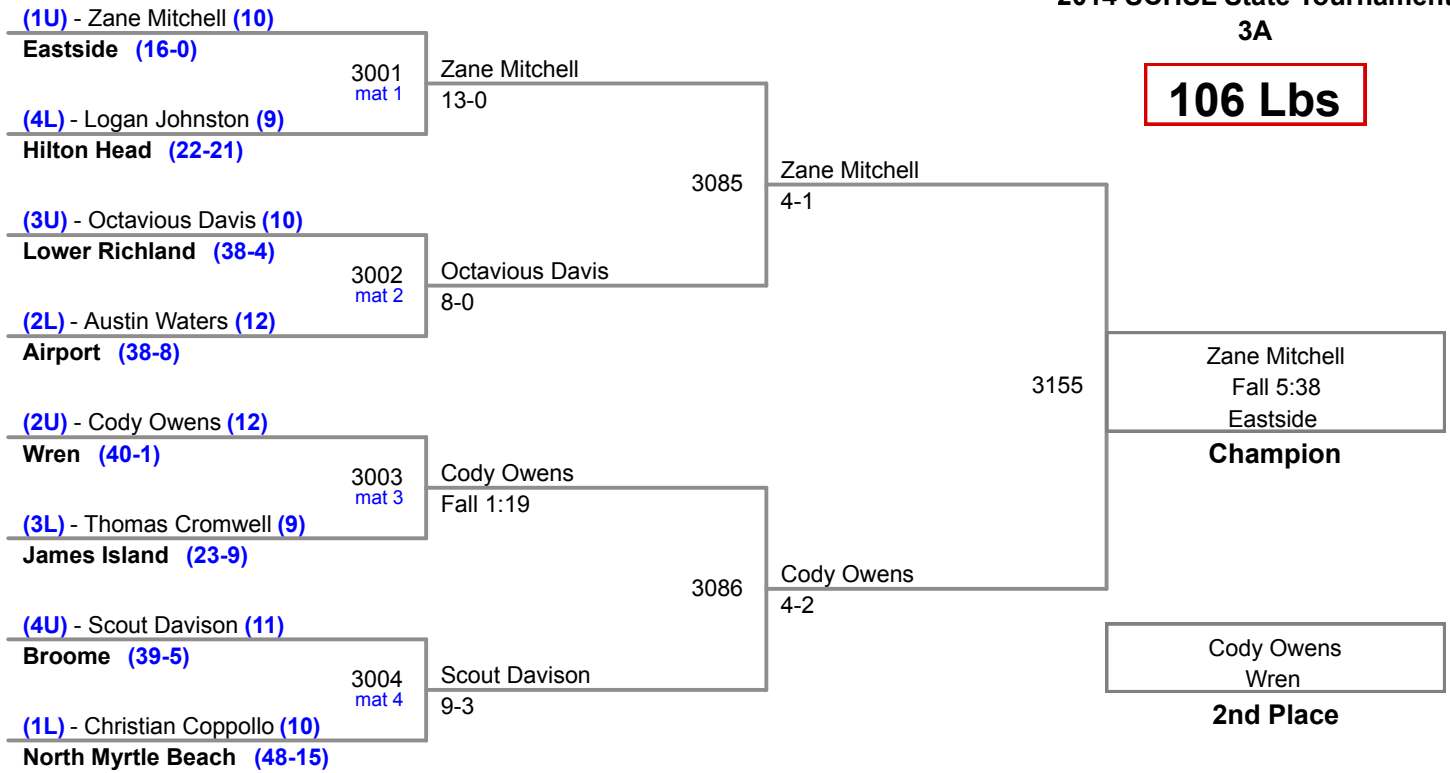 2014 SCHSL State Tournament
3A
106 Lbs
(1U) - Zane Mitchell (10)
Eastside (16-0)
3001
mat 1
(4L) - Logan Johnston (9)
Hilton Head (22-21)
(3U) - Octavious Davis (10)
Lower Richland (38-4)
3002
mat 2
(2L) - Austin Waters (12)
Airport (38-8)
(2U) - Cody Owens (12)
Wren (40-1)
3003
mat 3
(3L) - Thomas Cromwell (9)
James Island (23-9)
(4U) - Scout Davison (11)
Broome (39-5)
3004
mat 4
(1L) - Christian Coppollo (10)
North Myrtle Beach (48-15)
Zane Mitchell
13-0
3085
Octavious Davis
8-0
Cody Owens
Fall 1:19
3086
Scout Davison
9-3
Zane Mitchell
4-1
3155
Cody Owens
4-2
Zane Mitchell
Fall 5:38
Eastside
Champion
Cody Owens
Wren
2nd Place